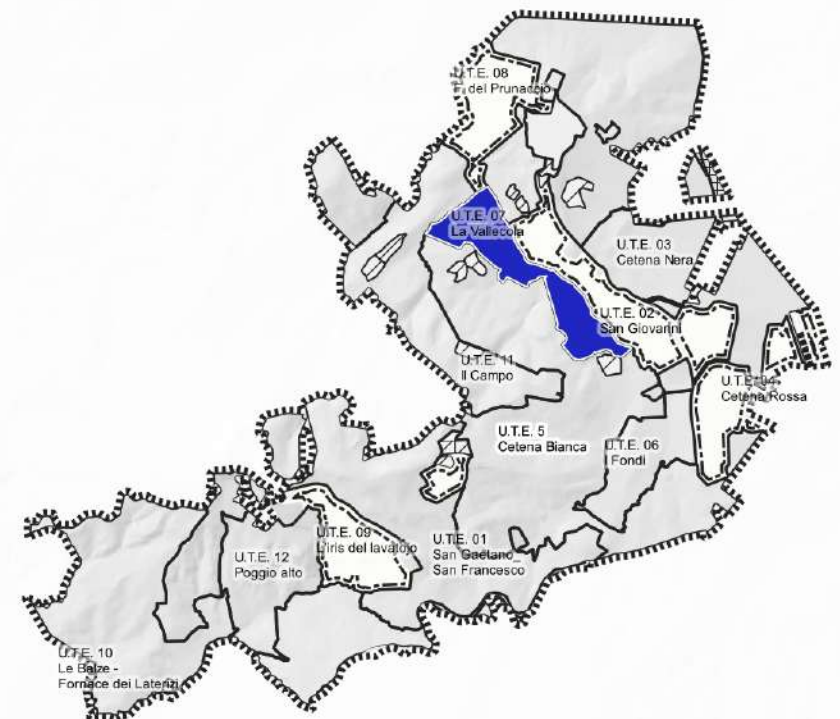 U.T.E. 08
del Prunaccio
U.T.E. 07
La Vallecola
U.T.E. 03
Cetena Nera
U.T.E. 02
San Giovanni
U.T.E. 11
Il Campo
U.T.E. 04
Cetena Rossa
U.T.E. 5
Cetena Bianca
U.T.E. 06
I Fondi
U.T.E. 09
L'iris del lavatoio
U.T.E. 01
San Gaetano_
San Francesco
U.T.E. 12
Poggio alto
U.T.E. 10
Le Balze -
Fornace dei Laterizi